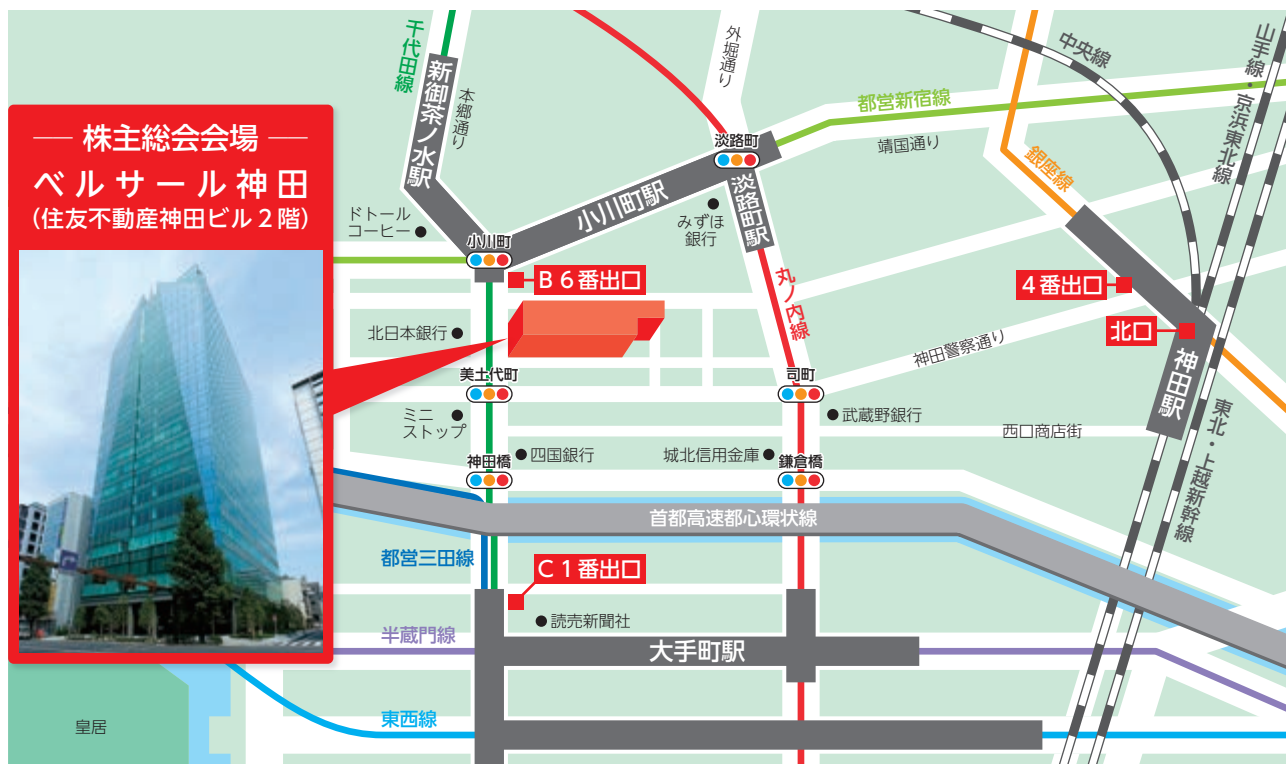 株主総会会場
ベルサール神田
(住友不動産神田ビル2階)
千代田線
新御茶ノ水駅
本郷通り
外堀通り
中央線
山手線・京浜東北線
都営新宿線
靖国通り
淡路町
淡路町駅
小川町駅
みずほ
銀行
銀座線
ドトール
コーヒー
小川町
B6番出口
丸ノ内線
4番出口
北口
神田駅
北日本銀行
神田警察通り
美土代町
司町
ミニ
ストップ
武蔵野銀行
西口商店街
東北・上越新幹線
四国銀行
城北信用金庫
神田橋
鎌倉橋
首都高速都心環状線
都営三田線
C1番出口
読売新聞社
半蔵門線
大手町駅
東西線
皇居